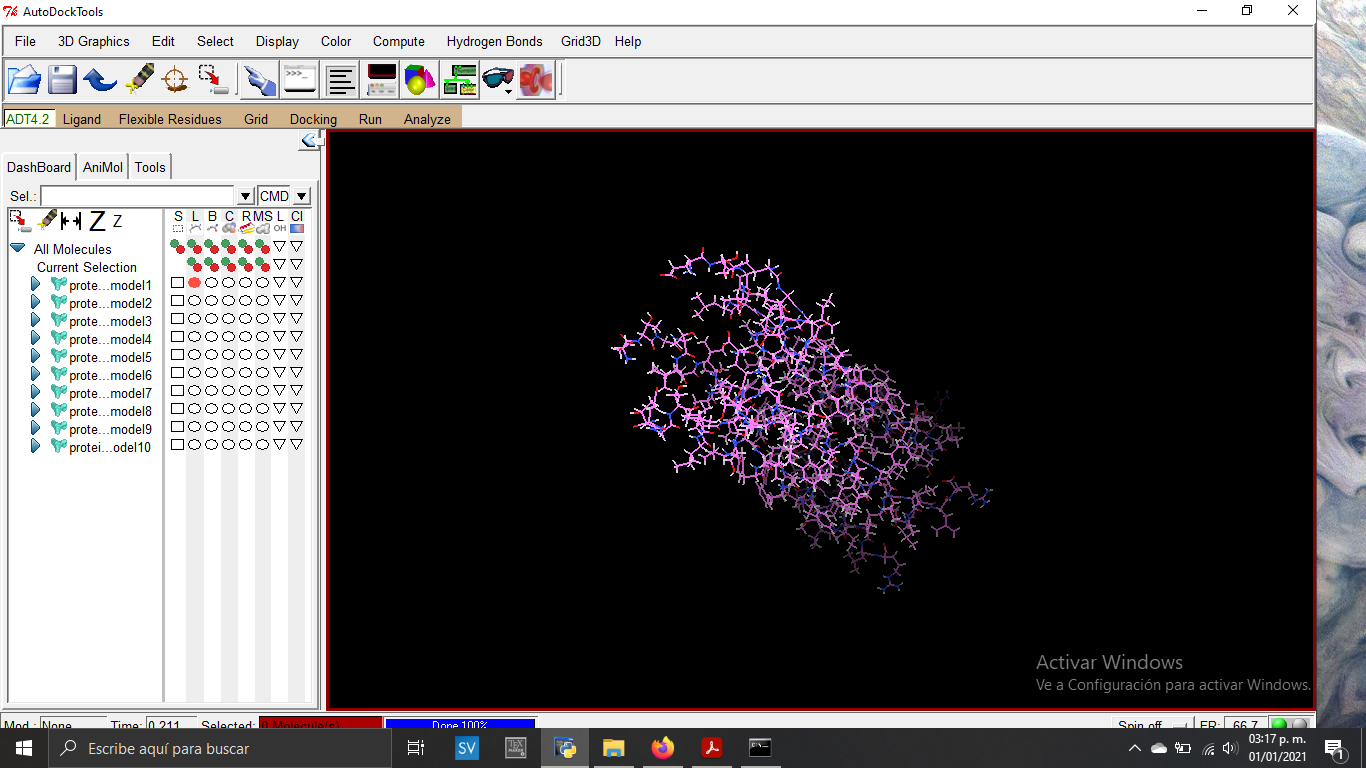 AutoDockTools
File 3D Graphics Edit Select Display Color Compute Hydrogen Bonds Grid3D Help
>>>_
ADT4.2 Ligand Flexible Residues Grid Docking Run Analyze
DashBoard AniMol Tools
Sel.: CMD
Z Z S L B C R MS L Cl
OH
All Molecules
Current Selection
prote...model1
prote...model2
prote...model3
prote...model4
prote...model5
prote...model6
prote...model7
prote...model8
prote...model9
protei...odel10
Activar Windows
Ve a Configuración para activar Windows.
Mod.: None Time: 0.211 Selected: 0 Molecule(s) Done 100% Spin off FR: 66.7
Escribe aquí para buscar SV TEX MAKER 03:17 p. m.
01/01/2021
1